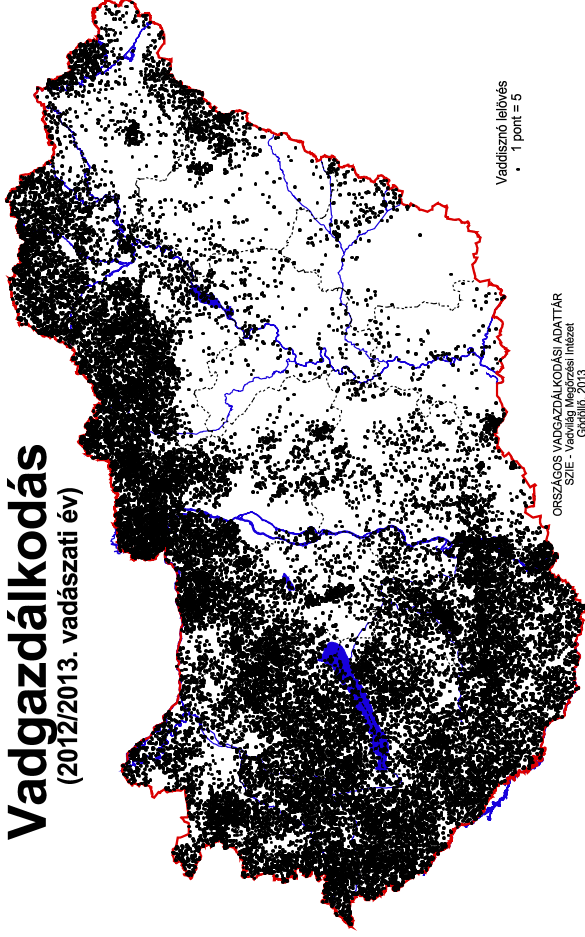 Vadgazdálkodás
(2012/2013. vadászati év)
Vaddisznó lelövés
1 pont = 5
ORSZÁGOS VADGAZDÁLKODÁSI ADATTÁR
SZIE - Vadvilág Megőrzési Intézet
Gödöllő, 2013